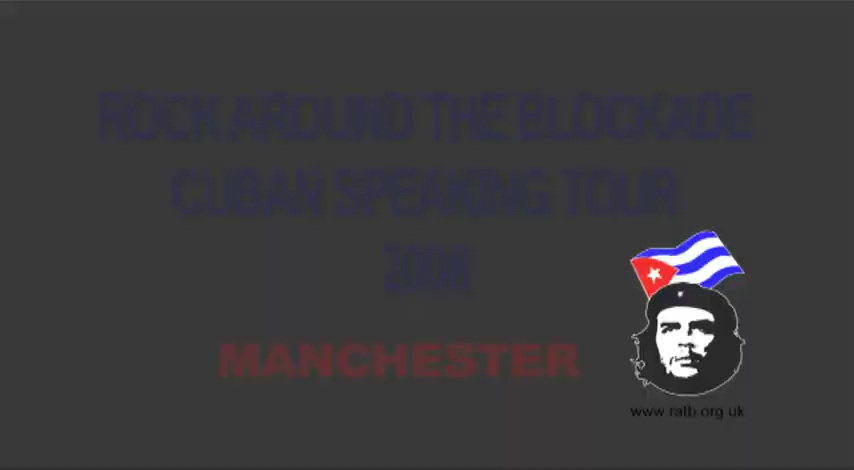 ROCK AROUND THE BLOCKADE
CUBAN SPEAKING TOUR
2008
MANCHESTER
www.ratb.org.uk